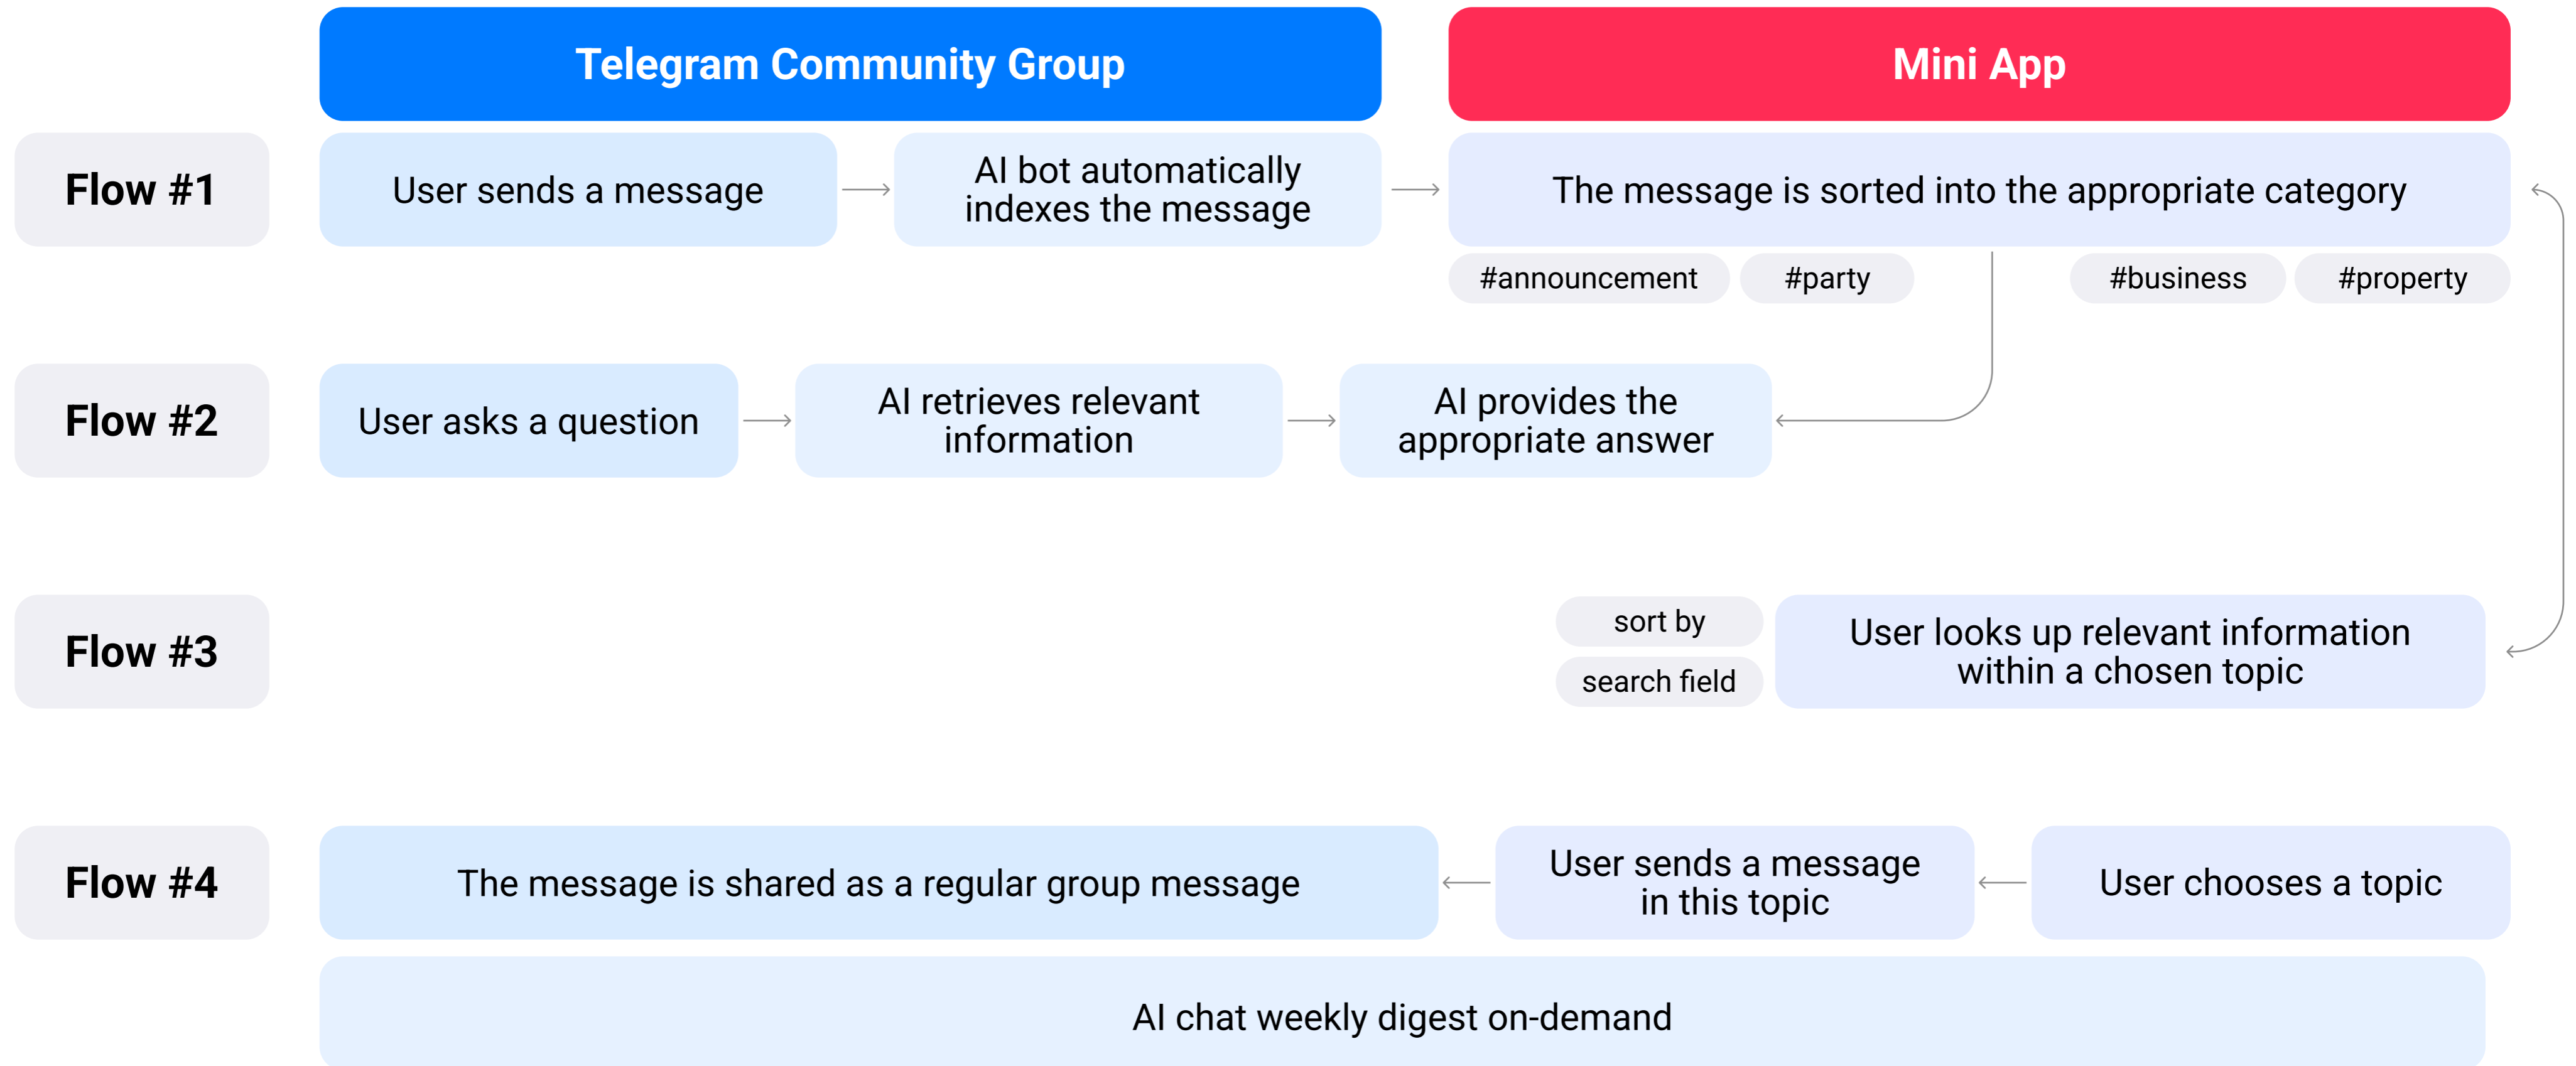 Telegram Community Group
Mini App
Flow #1
User sends a message
AI bot automatically
indexes the message
The message is sorted into the appropriate category
#announcement
#party
#business
#property
Flow #2
User asks a question
AI retrieves relevant
information
AI provides the
appropriate answer
Flow #3
sort by
search field
User looks up relevant information
within a chosen topic
Flow #4
The message is shared as a regular group message
User sends a message
in this topic
User chooses a topic
AI chat weekly digest on-demand